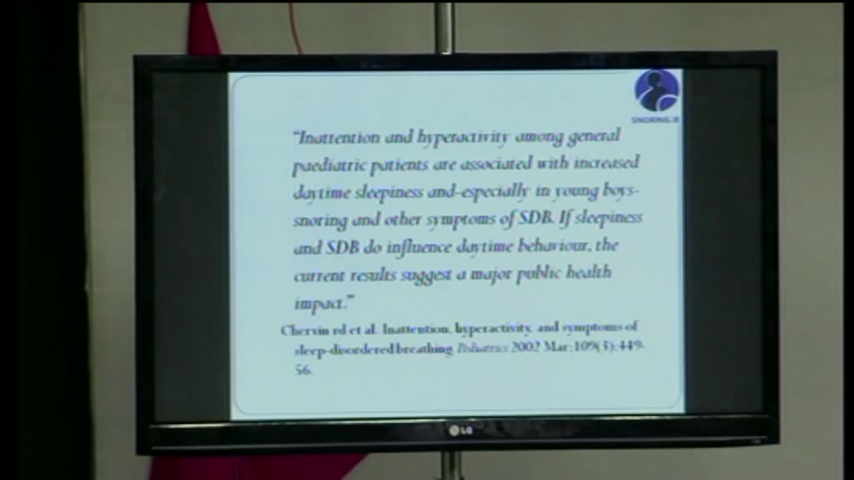 SNORING.IE
"Inattention and hyperactivity among general
paediatric patients are associated with increased
daytime sleepiness and-especially in young boys-
snoring and other symptoms of SDB. If sleepiness
and SDB do influence daytime behaviour, the
current results suggest a major public health
impact."
Chervin rd et al. Inattention, hyperactivity, and symptoms of
sleep-disordered breathing. Pediatrics 2002 Mar; 109(3):449-
56.
LG